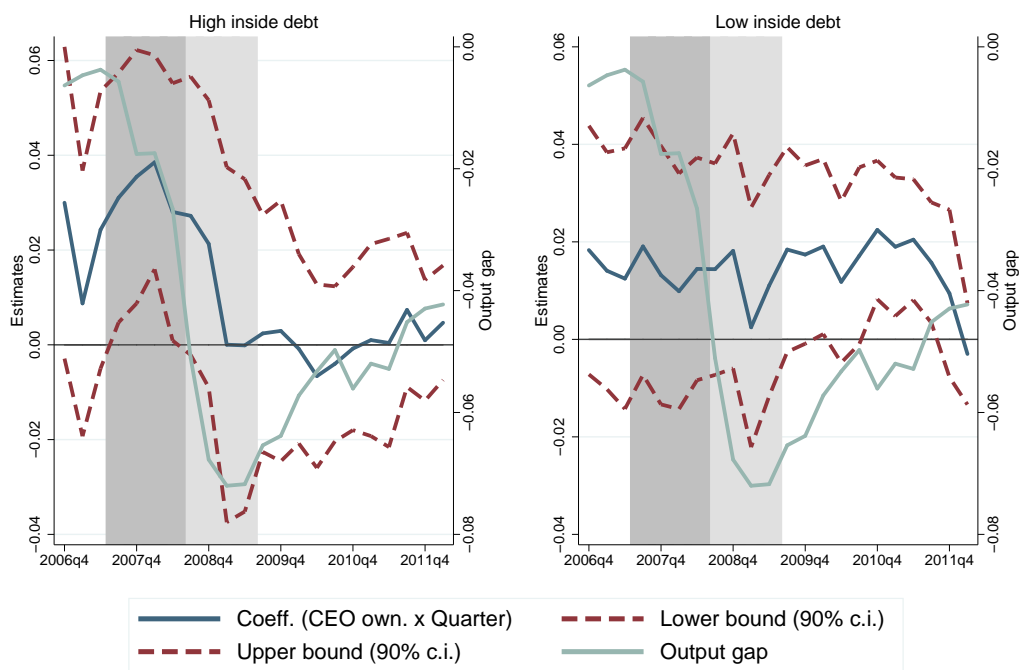 High inside debt
Low inside debt
Estimates
0.06
0.04
0.02
0.00
−0.02
−0.04
0.00
−0.02
−0.04
−0.06
−0.08
Output gap
2006q4 2007q4 2008q4 2009q4 2010q4 2011q4
Estimates
0.06
0.04
0.02
0.00
−0.02
−0.04
0.00
−0.02
−0.04
−0.06
−0.08
Output gap
2006q4 2007q4 2008q4 2009q4 2010q4 2011q4
Coeff. (CEO own. x Quarter)
Lower bound (90% c.i.)
Upper bound (90% c.i.)
Output gap